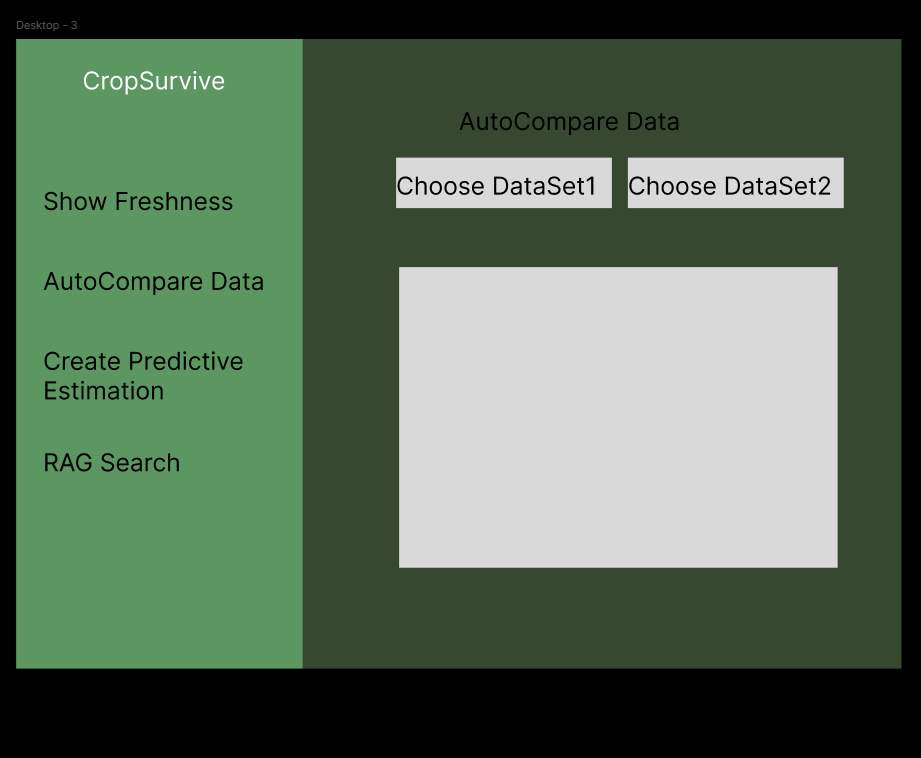 Desktop - 3
CropSurvive
Show Freshness
AutoCompare Data
Create Predictive
Estimation
RAG Search
AutoCompare Data
Choose DataSet1
Choose DataSet2